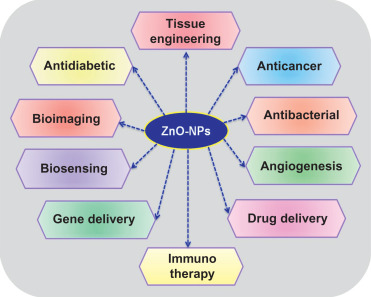 Tissue
engineering
Antidiabetic
Anticancer
Bioimaging
ZnO-NPs
Antibacterial
Biosensing
Angiogenesis
Gene delivery
Drug delivery
Immuno
therapy